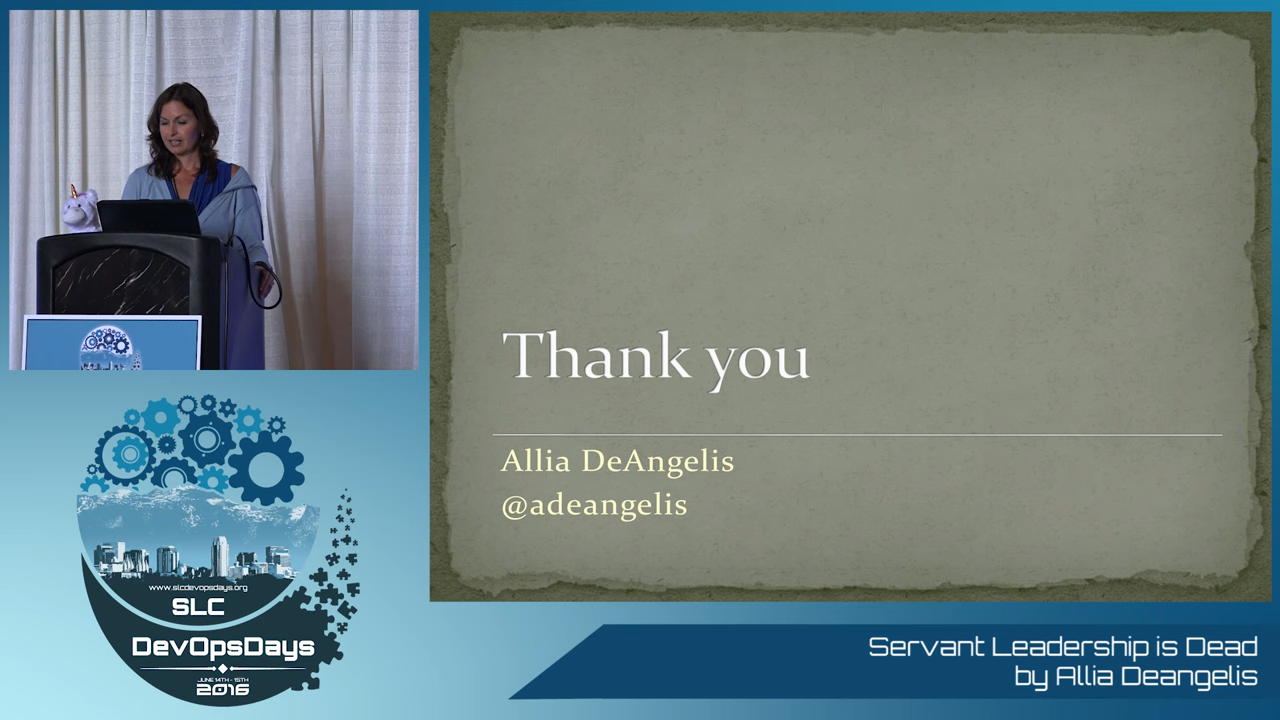 Thank you
Allia DeAngelis
@adeangelis
www.slcdevopsdays.org
SLC
DevOpsDays
JUNE 14TH - 15TH
2016
Servant Leadership is Dead
by Allia Deangelis